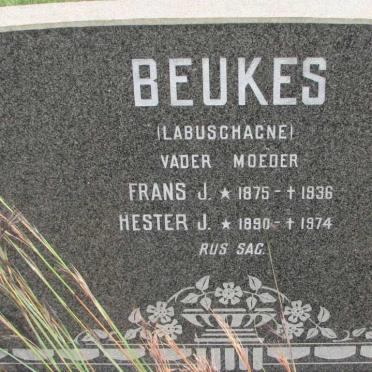 BEUKES
(LABUSCHAGNE)
VADER MOEDER
FRANS J. ★ 1875 - ✝ 1936
HESTER J. ★ 1890 - ✝ 1974
RUS SAG.